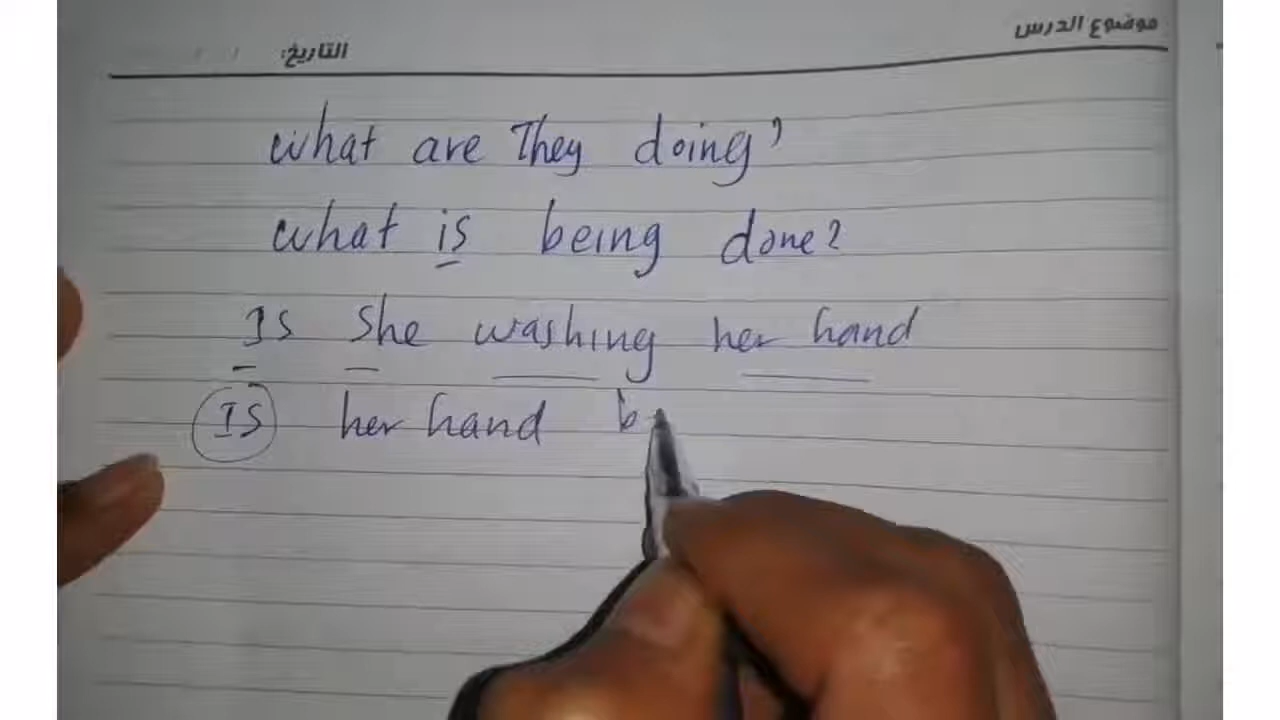 موضوع الدرس
التاريخ: / /
what are They doing?
what is being done?
Is She washing her hand
Is her hand b